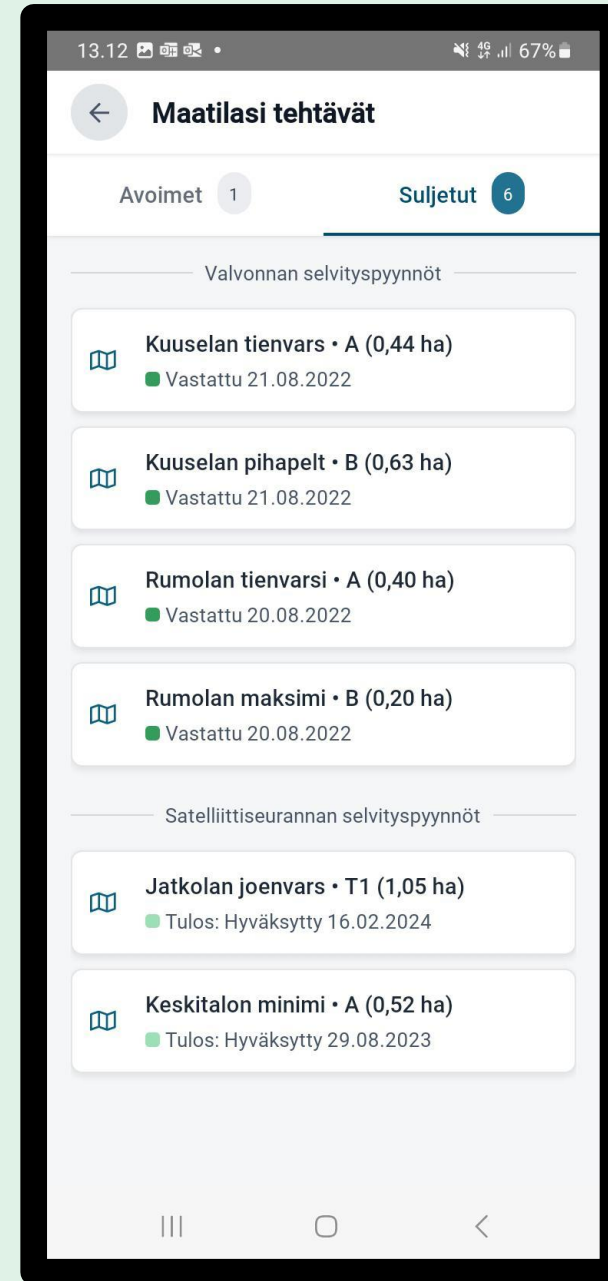 13.12 4G 67%
Maatilasi tehtävät
Avoimet 1 Suljetut 6
Valvonnan selvityspyynnöt
Kuuselan tienvars • A (0,44 ha)
Vastattu 21.08.2022
Kuuselan pihapelt • B (0,63 ha)
Vastattu 21.08.2022
Rumolan tienvarsi • A (0,40 ha)
Vastattu 20.08.2022
Rumolan maksimi • B (0,20 ha)
Vastattu 20.08.2022
Satelliittiseurannan selvityspyynnöt
Jatkolan joenvars • T1 (1,05 ha)
Tulos: Hyväksytty 16.02.2024
Keskitalon minimi • A (0,52 ha)
Tulos: Hyväksytty 29.08.2023